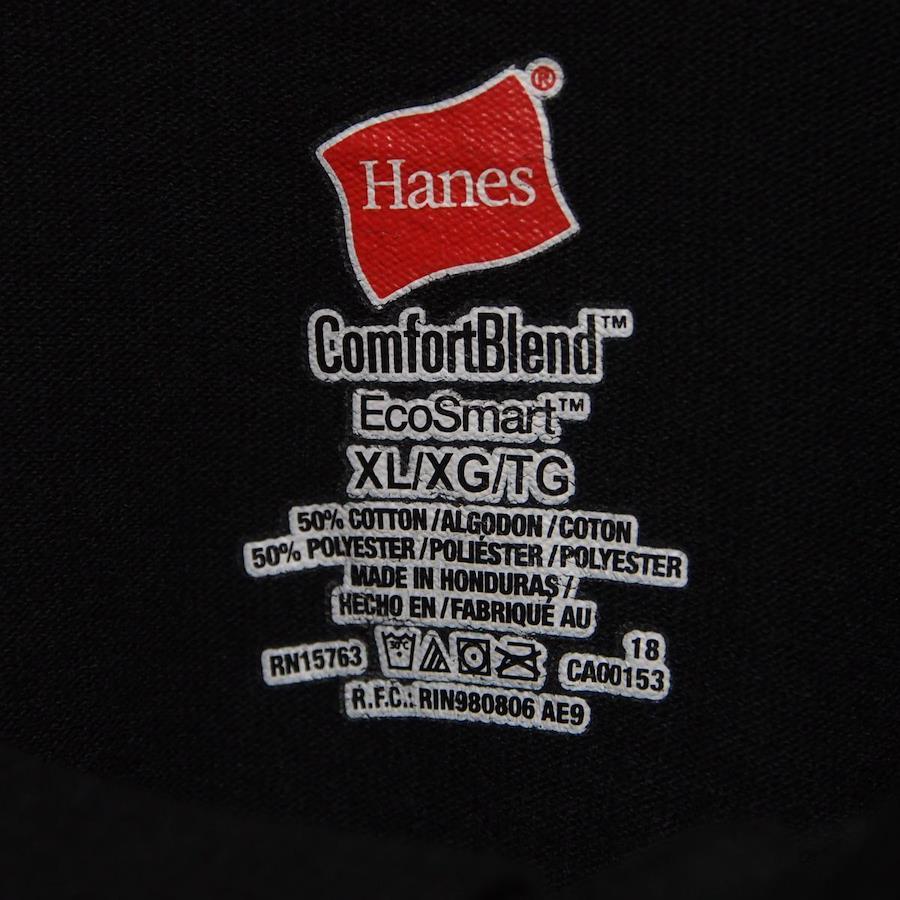 Hanes®
ComfortBlend™
EcoSmart™
XL/XG/TG
50% COTTON/ALGODON/COTON
50% POLYESTER/POLIÉSTER/POLYESTER
MADE IN HONDURAS/
HECHO EN/FABRIQUÉ AU
18
RN15763 30°C CA00153
R.F.C.: RIN980806 AE9